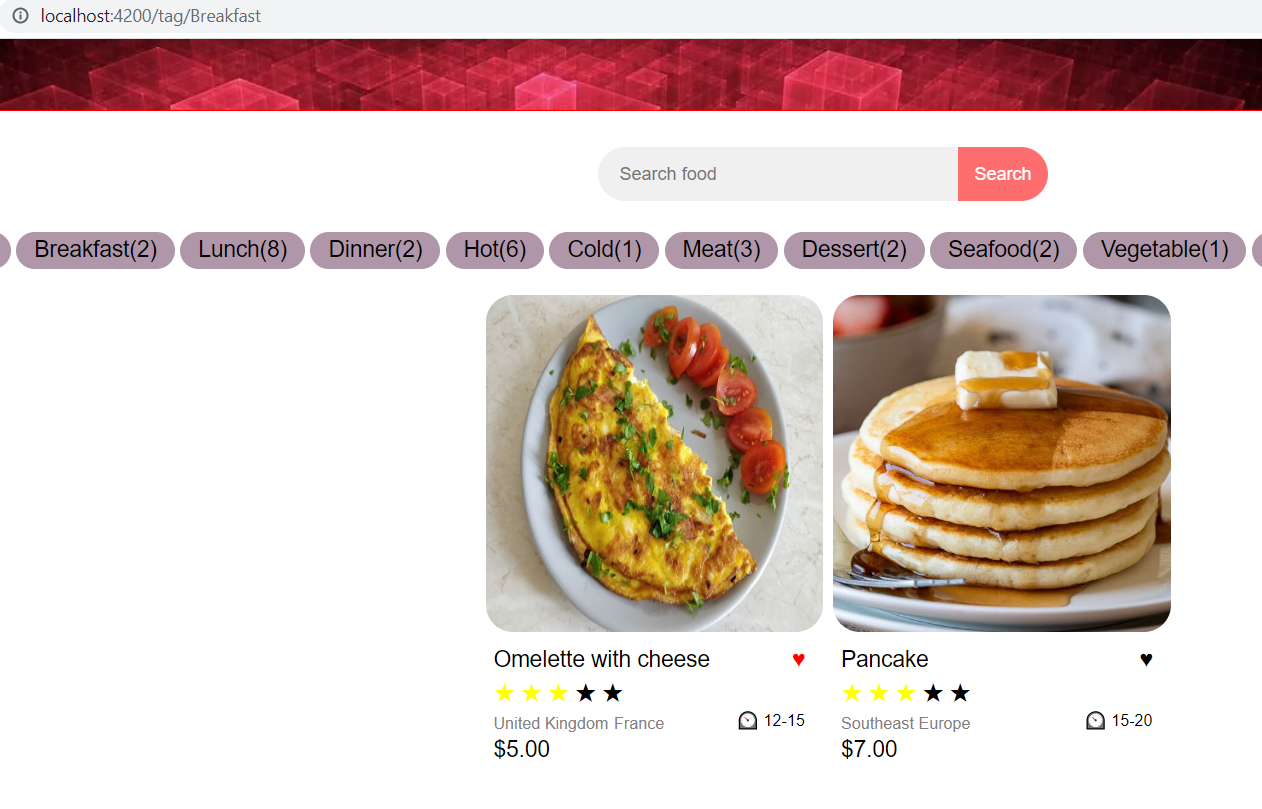 localhost:4200/tag/Breakfast
Search food Search
Breakfast(2) Lunch(8) Dinner(2) Hot(6) Cold(1) Meat(3) Dessert(2) Seafood(2) Vegetable(1)
Omelette with cheese ♥ Pancake ♥
★ ★ ★ ★ ★ ★ ★ ★ ★ ★
United Kingdom France 12-15 Southeast Europe 15-20
$5.00 $7.00